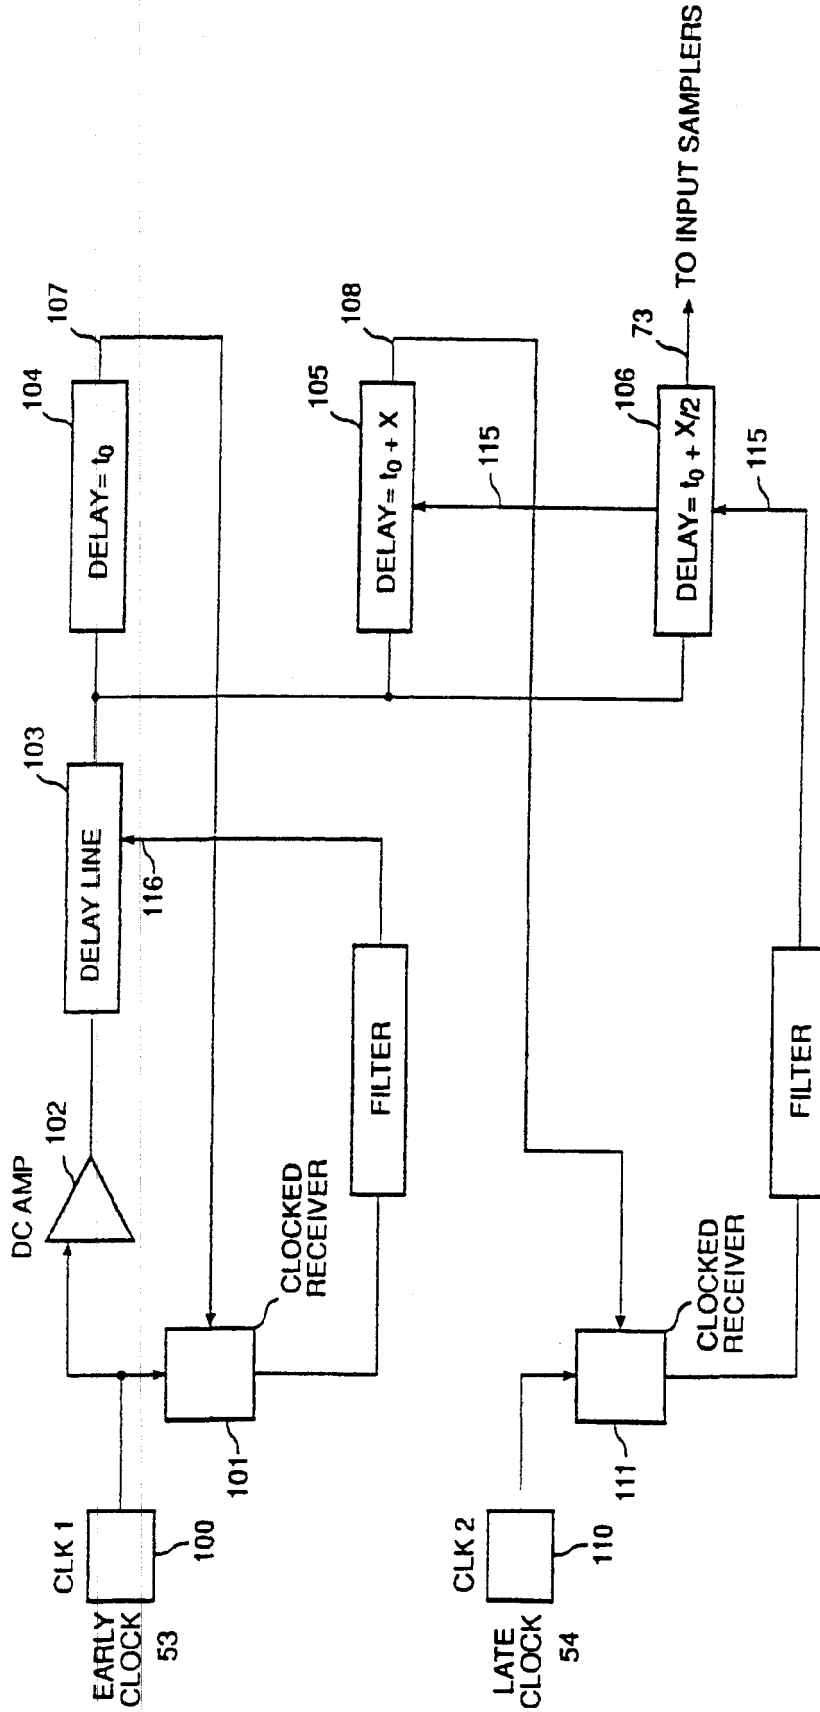 EARLY
CLOCK
53
CLK 1
100
DC AMP
102
101
CLOCKED
RECEIVER
FILTER
116
DELAY LINE
103
DELAY= t0
104
107
DELAY= t0 + X
105
108
115
DELAY= t0 + X/2
106
115
73
TO INPUT SAMPLERS
LATE
CLOCK
54
CLK 2
110
111
CLOCKED
RECEIVER
FILTER